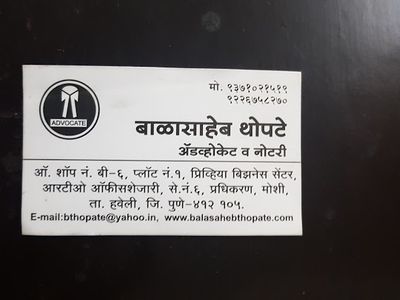 ADVOCATE
मो. ९३७१०२१५१९
९२२६७५८२७०
बाळासाहेब थोपटे
ॲडव्होकेट व नोटरी
ऑ. शॉप नं. बी-६, प्लॉट नं.१, प्रिव्हिया बिझनेस सेंटर,
आरटीओ ऑफीसशेजारी, से.नं.६, प्रधिकरण, मोशी,
ता. हवेली, जि. पुणे-४१२ १०५.
E-mail:bthopate@yahoo.in, www.balasahebthopate.com